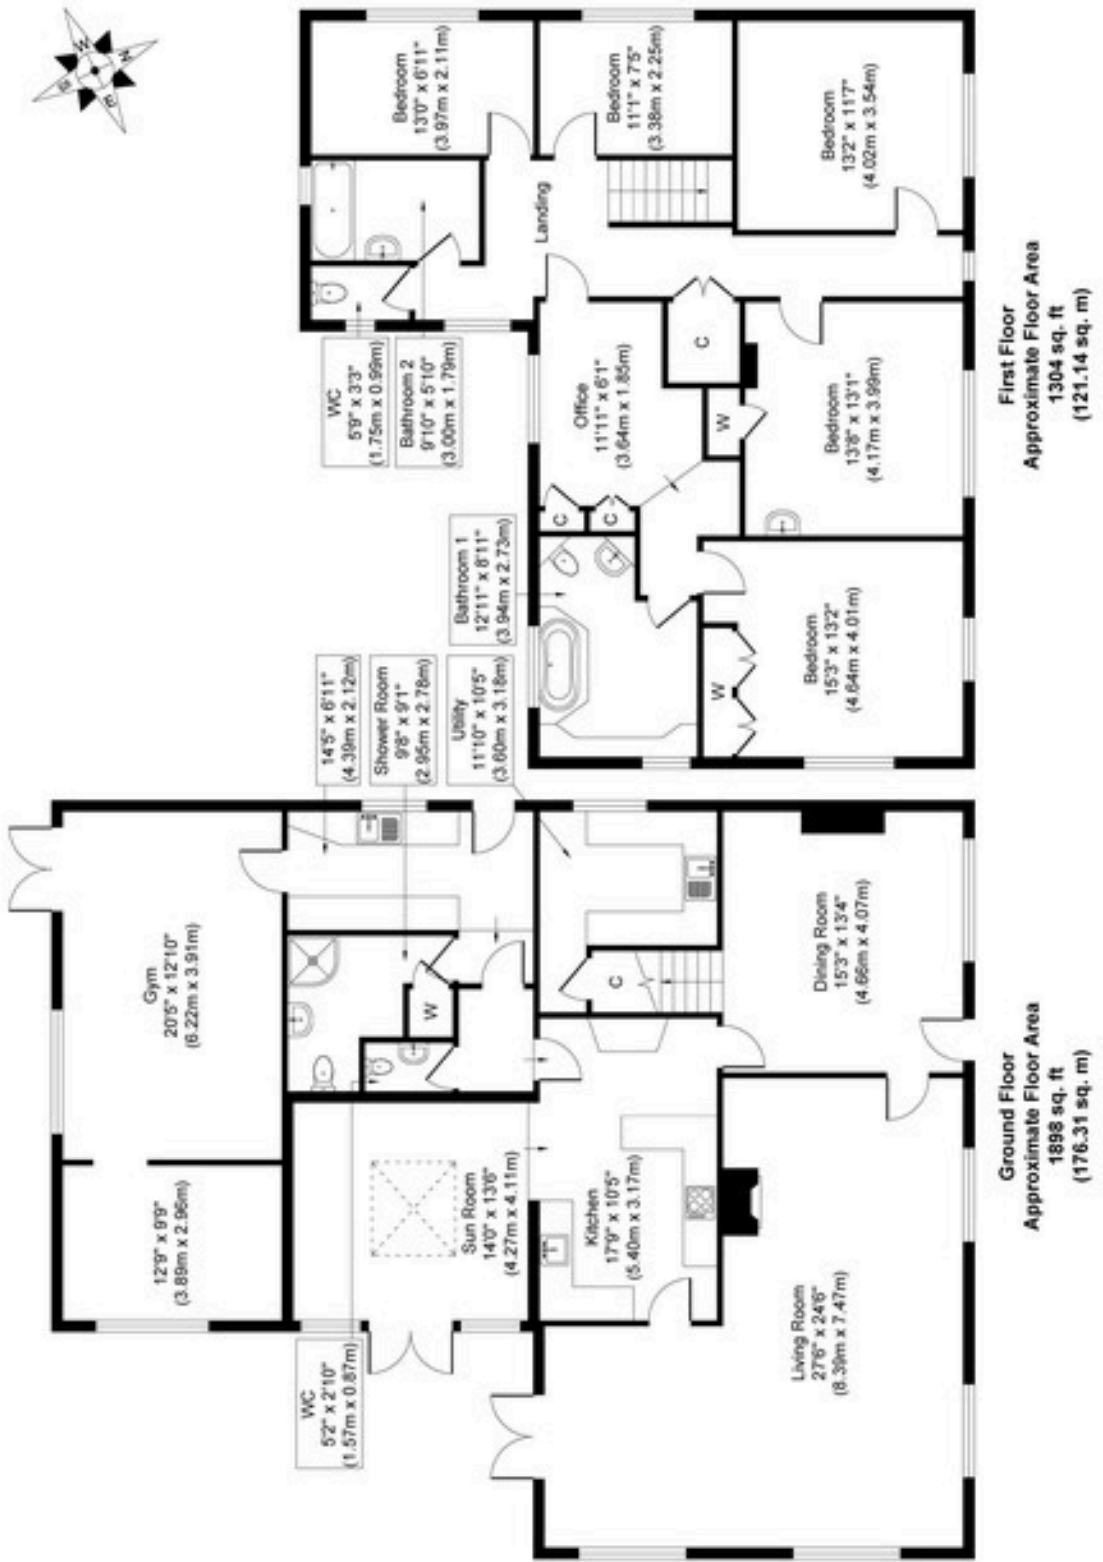 Gym
20'5" x 12'10"
(6.22m x 3.91m)
12'9" x 9'9"
(3.89m x 2.96m)
14'5" x 6'11"
(4.39m x 2.12m)
Shower Room
9'8" x 9'1"
(2.95m x 2.78m)
Utility
11'10" x 10'5"
(3.60m x 3.18m)
WC
5'2" x 2'10"
(1.57m x 0.87m)
W
Sun Room
14'0" x 13'6"
(4.27m x 4.11m)
C
Kitchen
17'9" x 10'5"
(5.40m x 3.17m)
Living Room
27'6" x 24'6"
(8.39m x 7.47m)
Dining Room
15'3" x 13'4"
(4.66m x 4.07m)
Ground Floor
Approximate Floor Area
1898 sq. ft
(176.31 sq. m)
W
N
S
E
WC
5'9" x 3'3"
(1.75m x 0.99m)
Bathroom 2
9'10" x 5'10"
(3.00m x 1.79m)
Bedroom
13'0" x 6'11"
(3.97m x 2.11m)
Bedroom
11'1" x 7'5"
(3.38m x 2.25m)
Landing
Bathroom 1
12'11" x 8'11"
(3.94m x 2.73m)
C
C
Office
11'11" x 6'1"
(3.64m x 1.85m)
C
W
W
Bedroom
15'3" x 13'2"
(4.64m x 4.01m)
Bedroom
13'8" x 13'1"
(4.17m x 3.99m)
Bedroom
13'2" x 11'7"
(4.02m x 3.54m)
First Floor
Approximate Floor Area
1304 sq. ft
(121.14 sq. m)